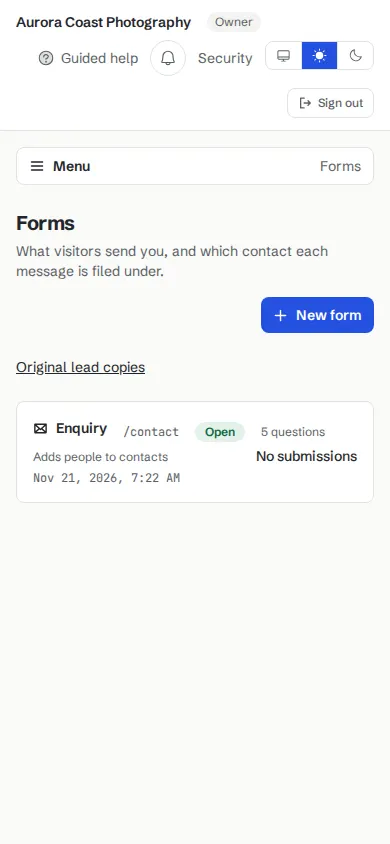 Aurora Coast Photography Owner
Guided help Security
Sign out
Menu Forms
Forms
What visitors send you, and which contact each
message is filed under.
New form
Original lead copies
Enquiry /contact Open 5 questions
Adds people to contacts No submissions
Nov 21, 2026, 7:22 AM